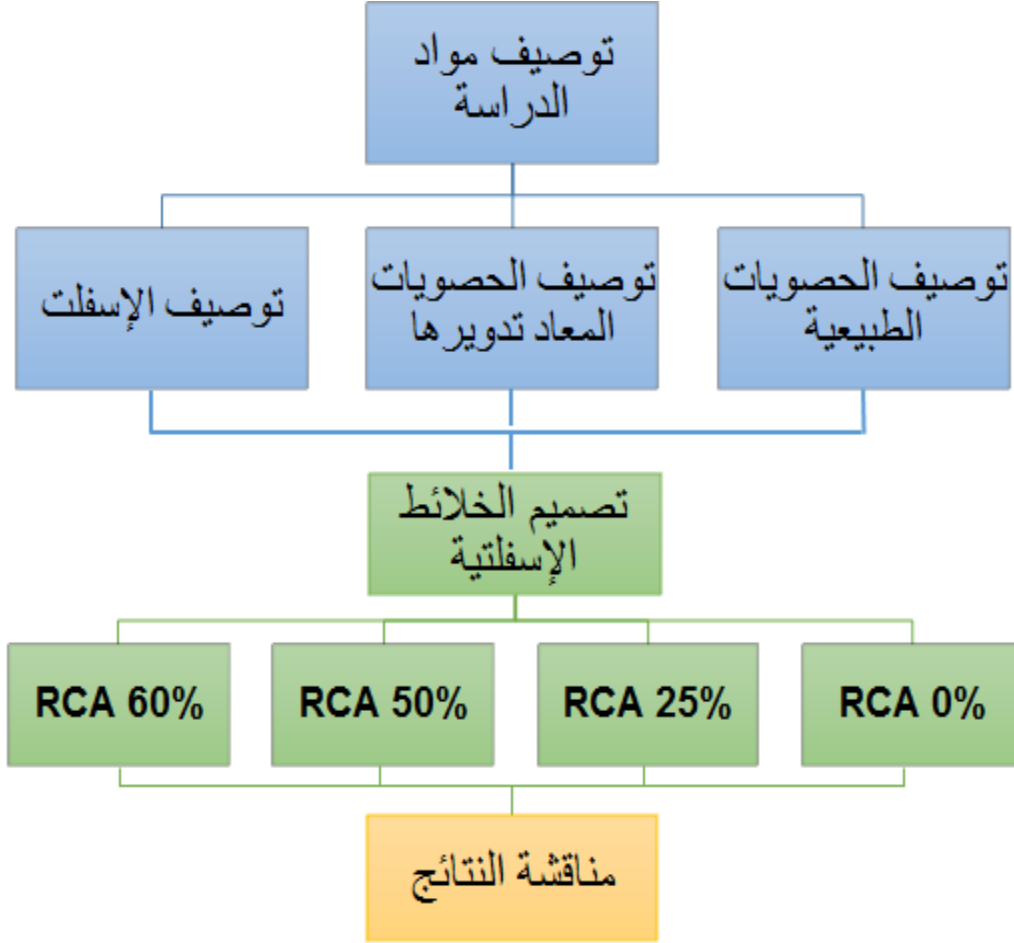 توصيف مواد
الدراسة
توصيف الحصويات
الطبيعية
توصيف الحصويات
المعاد تدويرها
توصيف الإسفلت
تصميم الخلائط
الإسفلتية
RCA 0%
RCA 25%
RCA 50%
RCA 60%
مناقشة النتائج